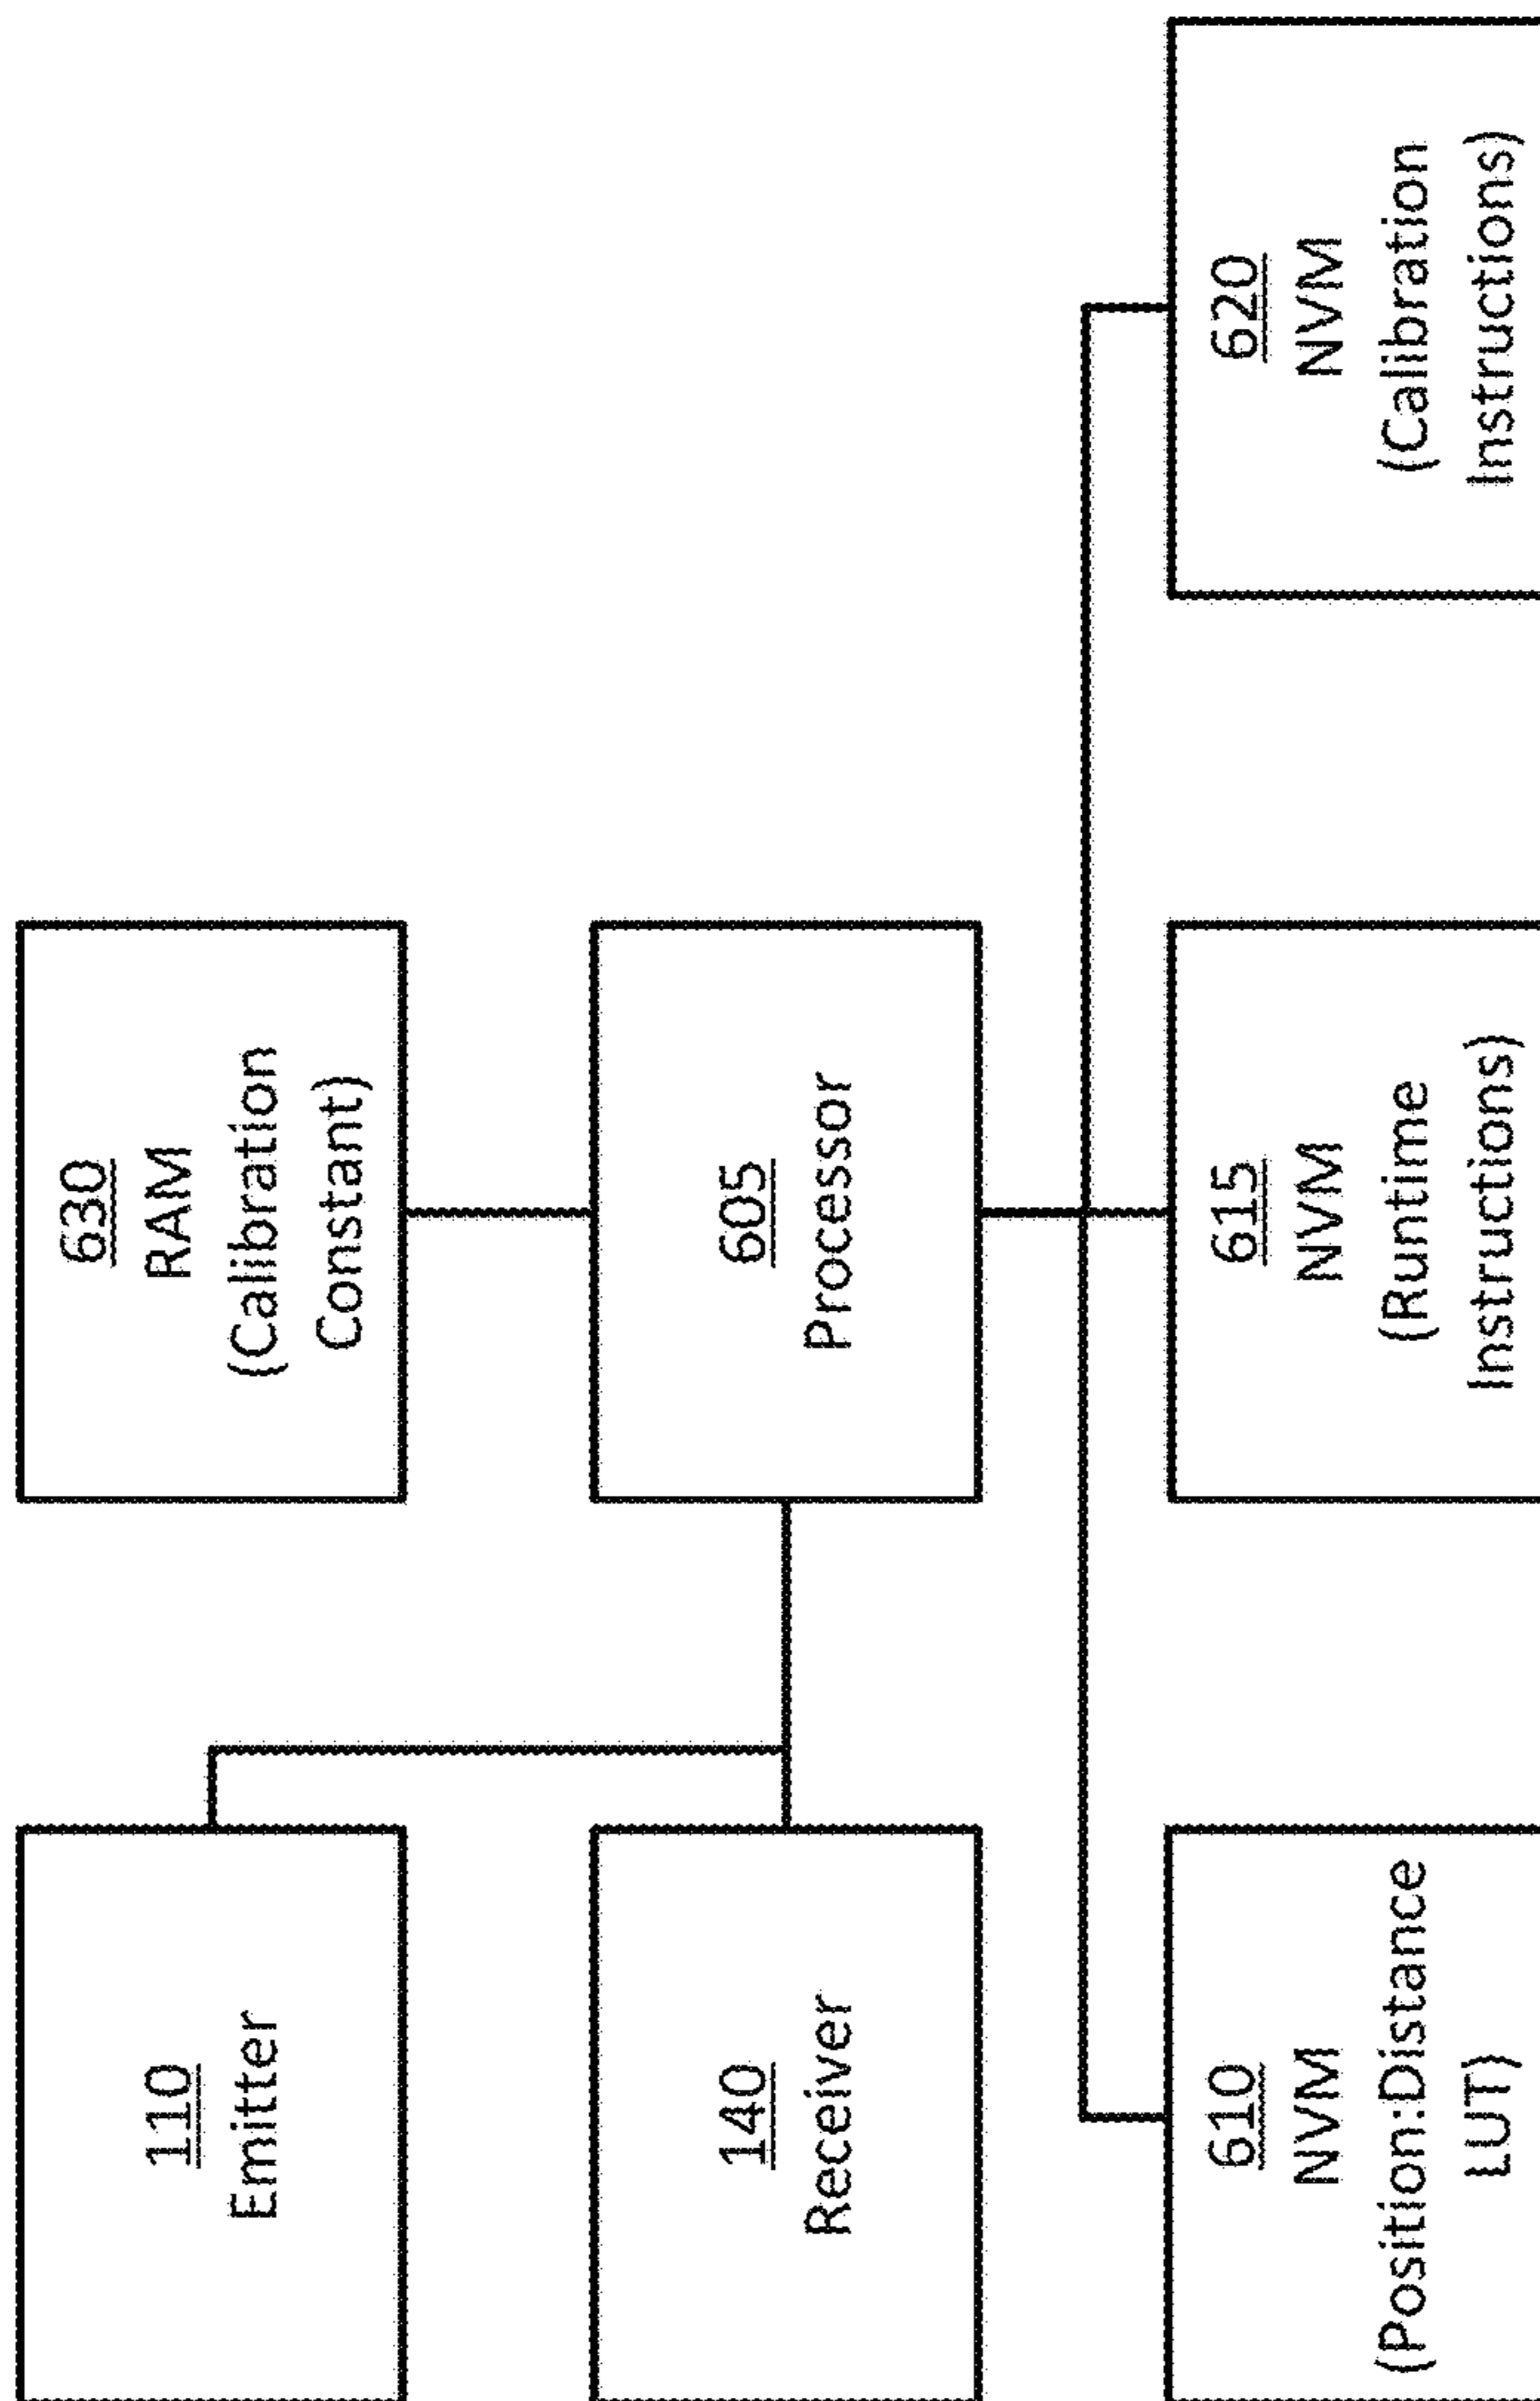 110
Emitter
630
RAM
(Calibration
Constant)
140
Receiver
605
Processor
610
NVM
(Position:Distance
LUT)
615
NVM
(Runtime
Instructions)
620
NVM
(Calibration
Instructions)